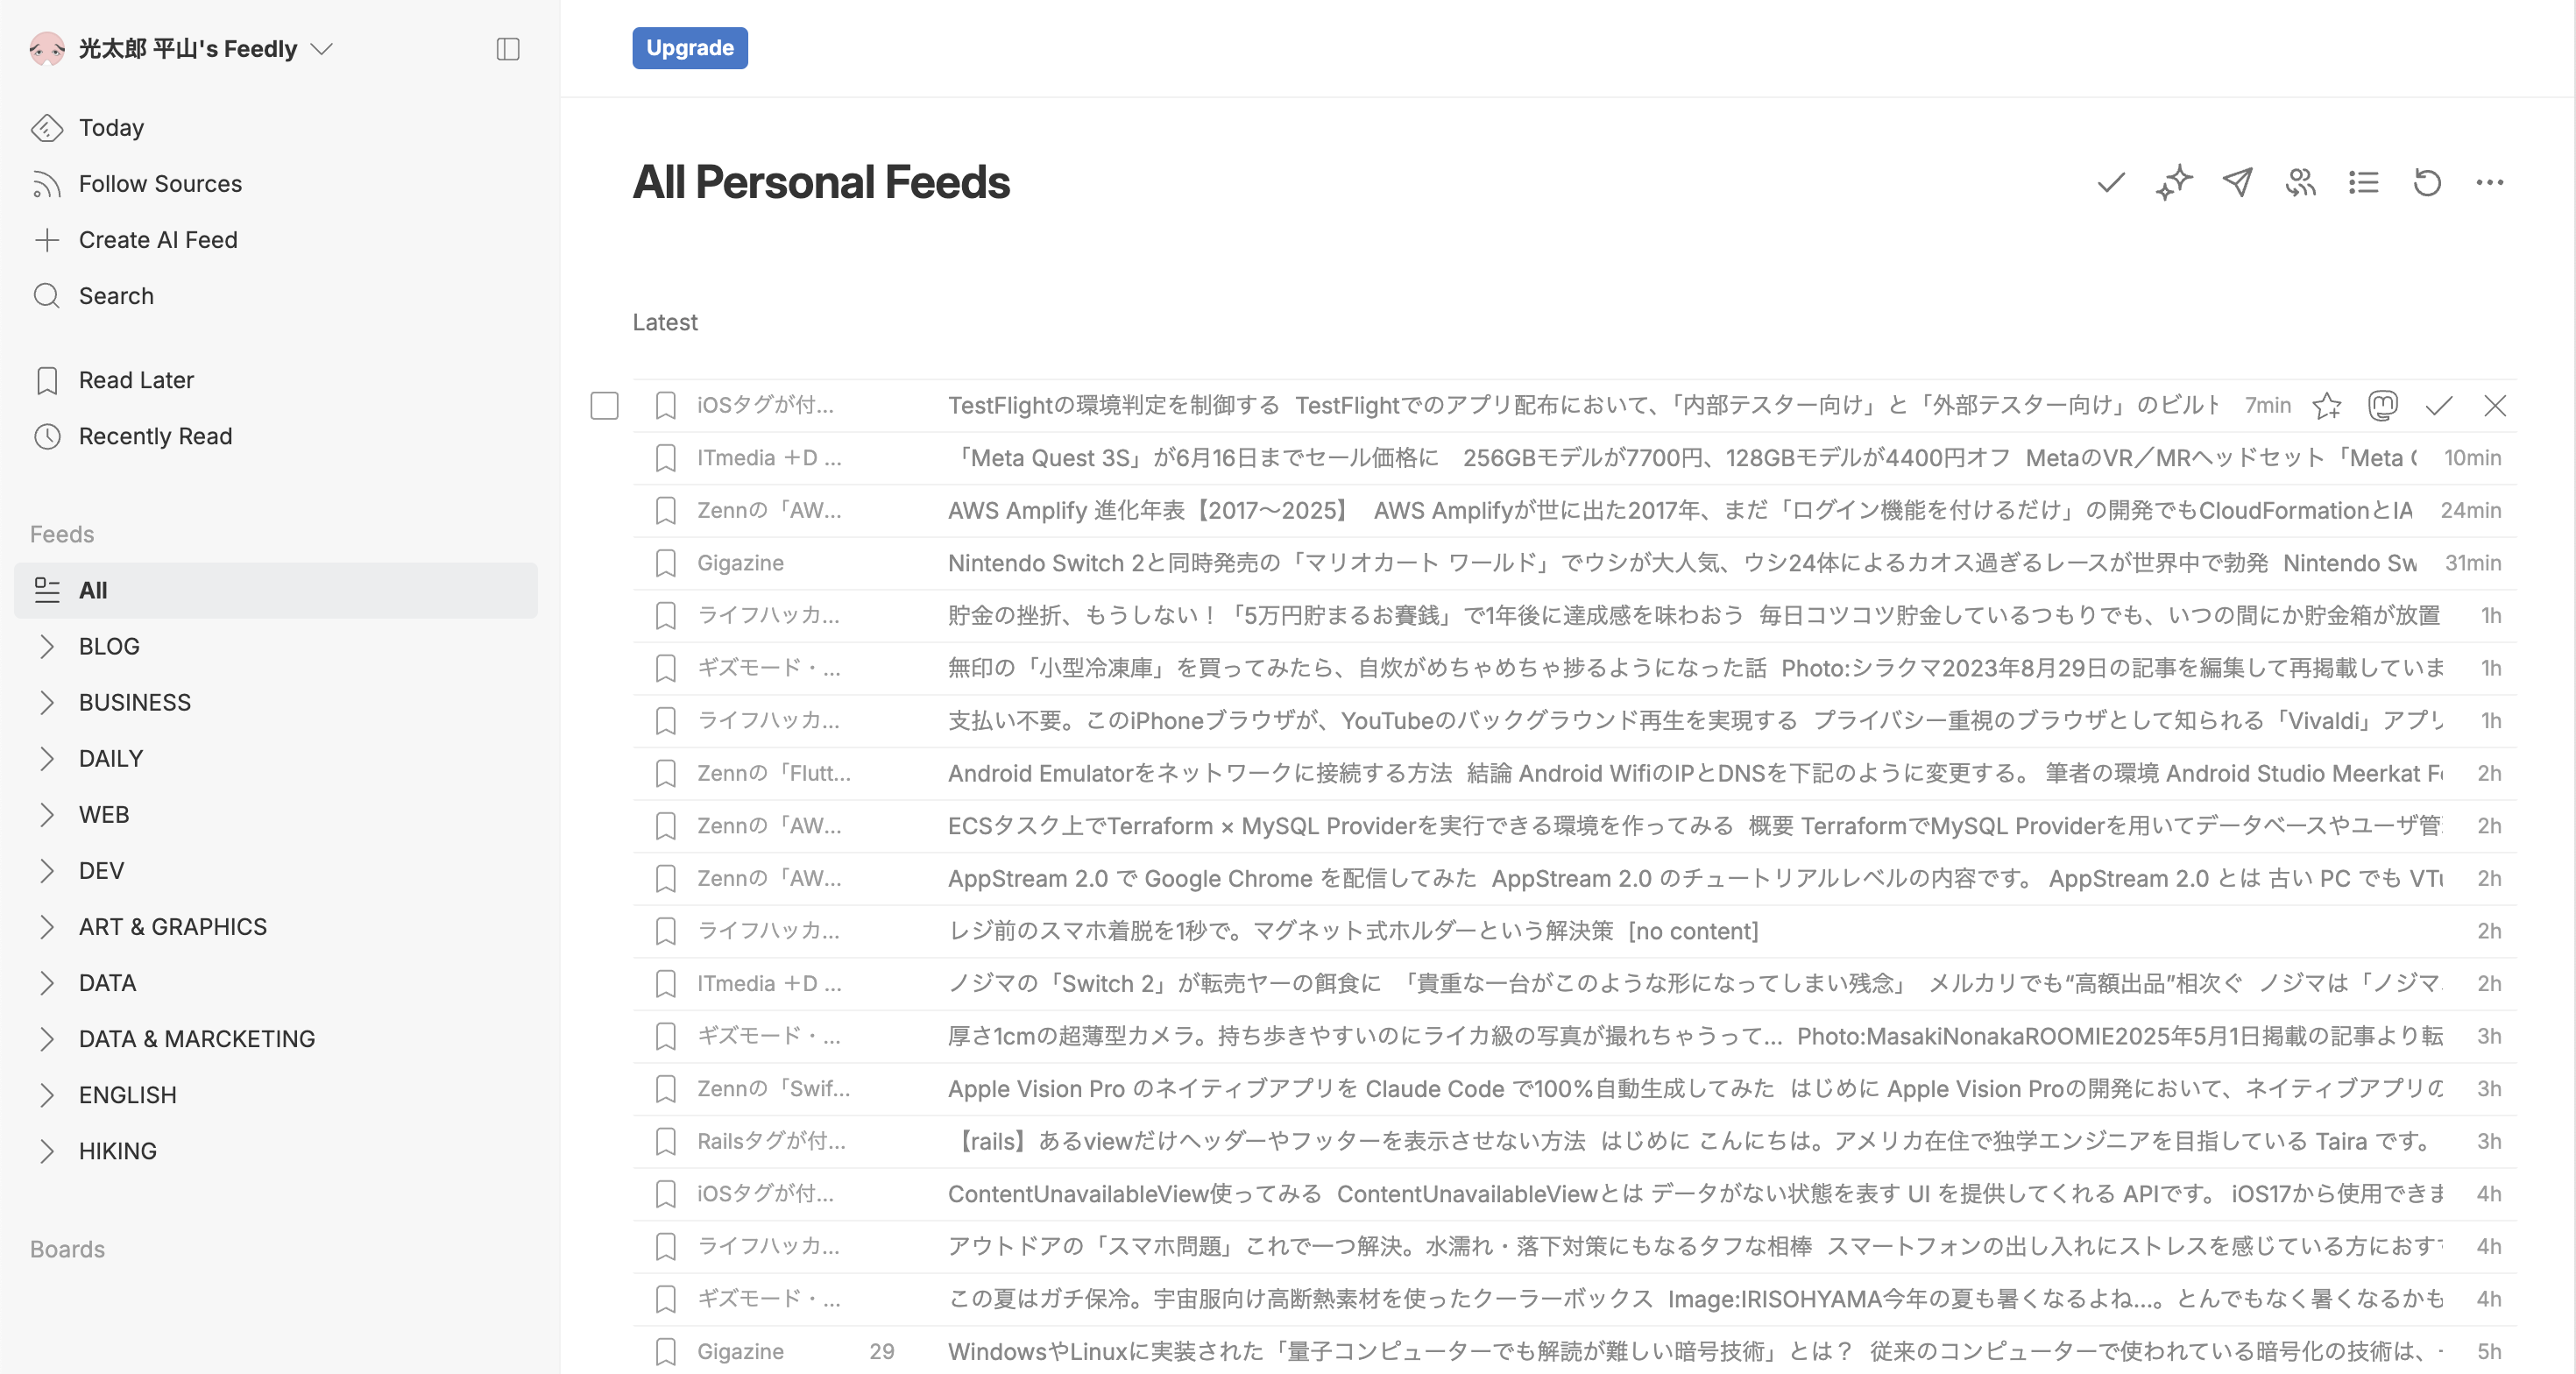 光太郎 平山's Feedly
Today
Follow Sources
Create AI Feed
Search
Read Later
Recently Read
Feeds
All
BLOG
BUSINESS
DAILY
WEB
DEV
ART & GRAPHICS
DATA
DATA & MARCKETING
ENGLISH
HIKING
Boards
Upgrade
All Personal Feeds
Latest
iOSタグが付... TestFlightの環境判定を制御する TestFlightでのアプリ配布において、「内部テスター向け」と「外部テスター向け」のビルト 7min
ITmedia +D ... 「Meta Quest 3S」が6月16日までセール価格に 256GBモデルが7700円、128GBモデルが4400円オフ MetaのVR／MRヘッドセット「Meta 10min
Zennの「AW... AWS Amplify 進化年表【2017〜2025】 AWS Amplifyが世に出た2017年、まだ「ログイン機能を付けるだけ」の開発でもCloudFormationとIA 24min
Gigazine Nintendo Switch 2と同時発売の「マリオカート ワールド」でウシが大人気、ウシ24体によるカオス過ぎるレースが世界中で勃発 Nintendo Sw 31min
ライフハッカ... 貯金の挫折、もうしない！「5万円貯まるお賽銭」で1年後に達成感を味わおう 毎日コツコツ貯金しているつもりでも、いつの間にか貯金箱が放置 1h
ギズモード・... 無印の「小型冷凍庫」を買ってみたら、自炊がめちゃめちゃ捗るようになった話 Photo:シラクマ2023年8月29日の記事を編集して再掲載していま 1h
ライフハッカ... 支払い不要。このiPhoneブラウザが、YouTubeのバックグラウンド再生を実現する プライバシー重視のブラウザとして知られる「Vivaldi」アプリ 1h
Zennの「Flutt... Android Emulatorをネットワークに接続する方法 結論 Android WifiのIPとDNSを下記のように変更する。 筆者の環境 Android Studio Meerkat Fe 2h
Zennの「AW... ECSタスク上でTerraform × MySQL Providerを実行できる環境を作ってみる 概要 TerraformでMySQL Providerを用いてデータベースやユーザ管 2h
Zennの「AW... AppStream 2.0 で Google Chrome を配信してみた AppStream 2.0 のチュートリアルレベルの内容です。 AppStream 2.0 とは 古い PC でも VT 2h
ライフハッカ... レジ前のスマホ着脱を1秒で。マグネット式ホルダーという解決策 [no content] 2h
ITmedia +D ... ノジマの「Switch 2」が転売ヤーの餌食に 「貴重な一台がこのような形になってしまい残念」 メルカリでも“高額出品”相次ぐ ノジマは「ノジマ 2h
ギズモード・... 厚さ1cmの超薄型カメラ。持ち歩きやすいのにライカ級の写真が撮れちゃうって... Photo:MasakiNonakaROOMIE2025年5月1日掲載の記事より転 3h
Zennの「Swif... Apple Vision Pro のネイティブアプリを Claude Code で100%自動生成してみた はじめに Apple Vision Proの開発において、ネイティブアプリの 3h
Railsタグが付... 【rails】あるviewだけヘッダーやフッターを表示させない方法 はじめに こんにちは。アメリカ在住で独学エンジニアを目指している Taira です。 3h
iOSタグが付... ContentUnavailableView使ってみる ContentUnavailableViewとは データがない状態を表す UI を提供してくれる APIです。 iOS17から使用できま 4h
ライフハッカ... アウトドアの「スマホ問題」これで一つ解決。水濡れ・落下対策にもなるタフな相棒 スマートフォンの出し入れにストレスを感じている方におす 4h
ギズモード・... この夏はガチ保冷。宇宙服向け高断熱素材を使ったクーラーボックス Image:IRISOHYAMA今年の夏も暑くなるよね...。とんでもなく暑くなるかも 4h
Gigazine 29 WindowsやLinuxに実装された「量子コンピューターでも解読が難しい暗号技術」とは？ 従来のコンピューターで使われている暗号化の技術は、 5h